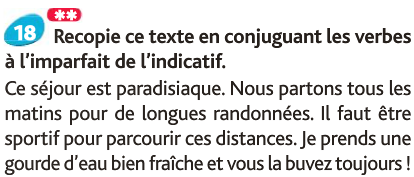 **
18 Recopie ce texte en conjuguant les verbes
à l'imparfait de l'indicatif.
Ce séjour est paradisiaque. Nous partons tous les
matins pour de longues randonnées. Il faut être
sportif pour parcourir ces distances. Je prends une
gourde d'eau bien fraîche et vous la buvez toujours !